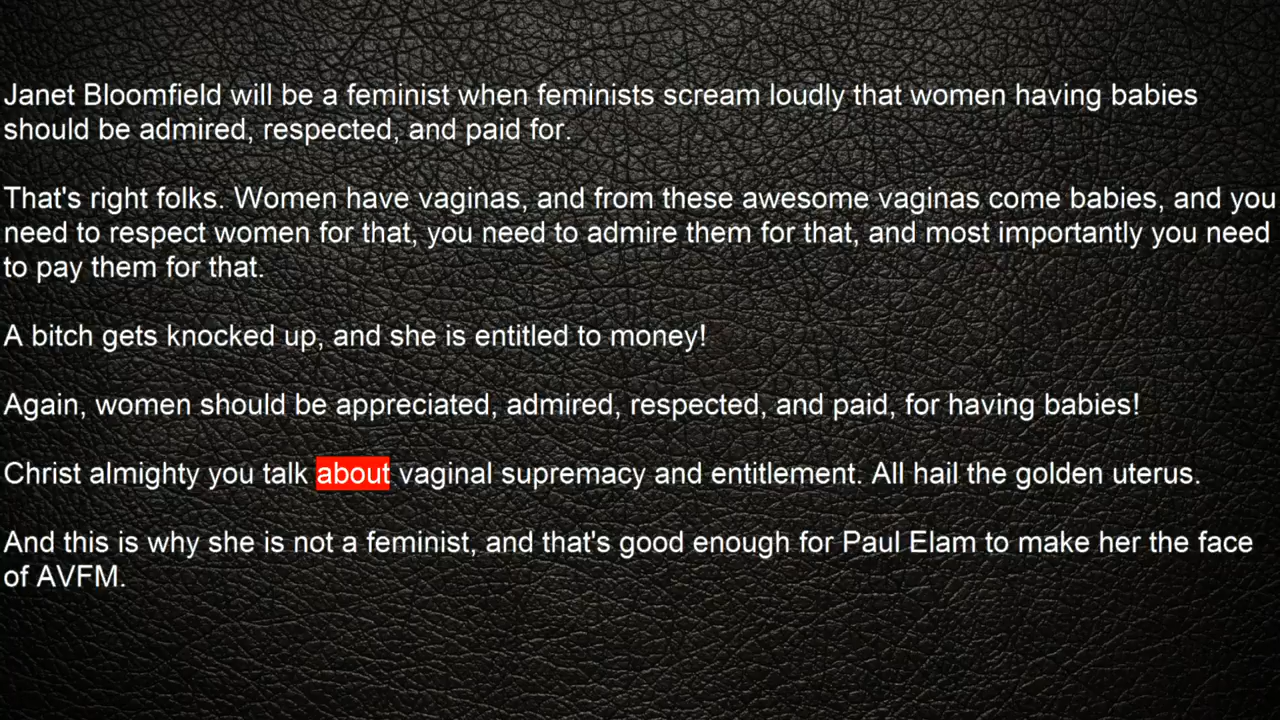 Janet Bloomfield will be a feminist when feminists scream loudly that women having babies
should be admired, respected, and paid for.
That's right folks. Women have vaginas, and from these awesome vaginas come babies, and you
need to respect women for that, you need to admire them for that, and most importantly you need
to pay them for that.
A bitch gets knocked up, and she is entitled to money!
Again, women should be appreciated, admired, respected, and paid, for having babies!
Christ almighty you talk about vaginal supremacy and entitlement. All hail the golden uterus.
And this is why she is not a feminist, and that's good enough for Paul Elam to make her the face
of AVFM.